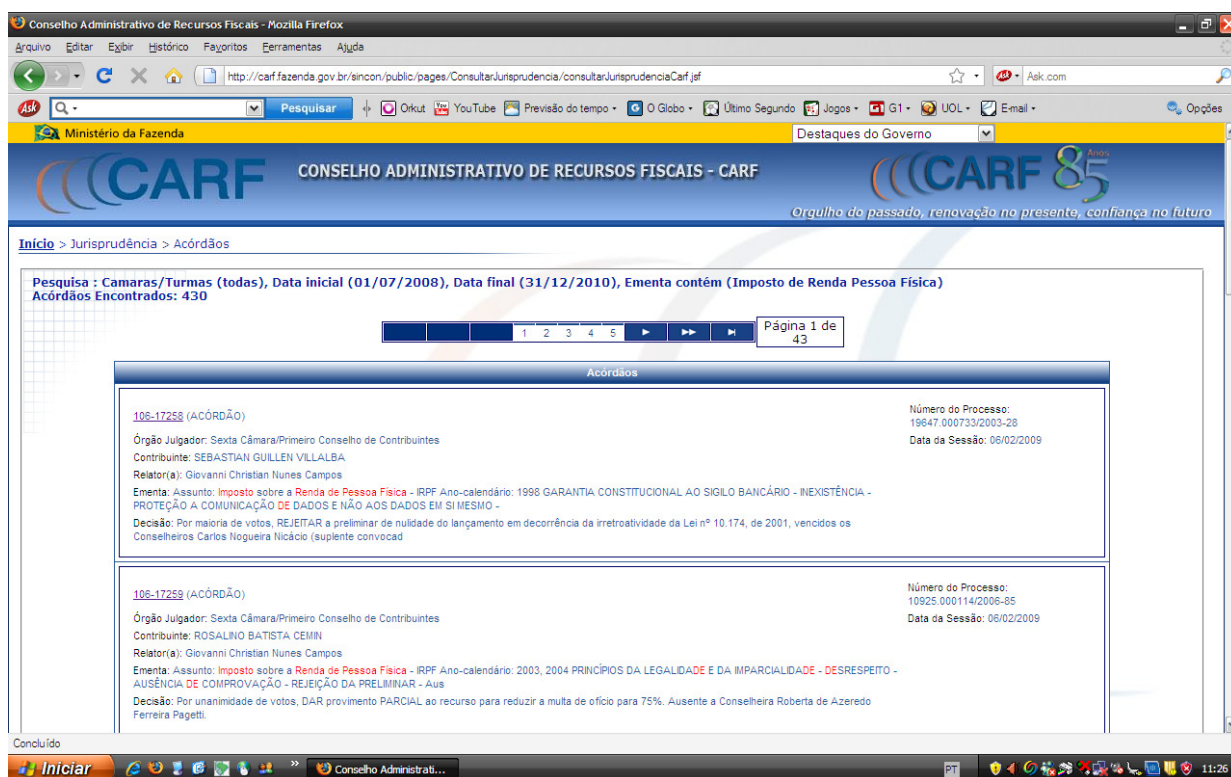 Conselho Administrativo de Recursos Fiscais - Mozilla Firefox
Arquivo Editar Exibir Histórico Favoritos Ferramentas Ajuda
http://carf.fazenda.gov.br/sincon/public/pages/ConsultarJurisprudencia/consultarJurisprudenciaCarf.jsf
Ask.com
Ask Pesquisar Orkut YouTube Previsão do tempo O Globo Último Segundo Jogos G1 UOL E-mail Opções
Ministério da Fazenda Destaques do Governo
CARF CONSELHO ADMINISTRATIVO DE RECURSOS FISCAIS - CARF CARF 85 Anos
Orgulho do passado, renovação no presente, confiança no futuro
Início > Jurisprudência > Acórdãos
Pesquisa : Camaras/Turmas (todas), Data inicial (01/07/2008), Data final (31/12/2010), Ementa contém (Imposto de Renda Pessoa Física)
Acórdãos Encontrados: 430
1 2 3 4 5 Página 1 de
43
Acórdãos
106-17258 (ACÓRDÃO)
Número do Processo:
19647.000733/2003-28
Data da Sessão: 06/02/2009
Órgão Julgador: Sexta Câmara/Primeiro Conselho de Contribuintes
Contribuinte: SEBASTIAN GUILLEN VILLALBA
Relator(a): Giovanni Christian Nunes Campos
Ementa: Assunto: Imposto sobre a Renda de Pessoa Física - IRPF Ano-calendário: 1998 GARANTIA CONSTITUCIONAL AO SIGILO BANCÁRIO - INEXISTÊNCIA -
PROTEÇÃO A COMUNICAÇÃO DE DADOS E NÃO AOS DADOS EM SI MESMO -
Decisão: Por maioria de votos, REJEITAR a preliminar de nulidade do lançamento em decorrência da irretroatividade da Lei nº 10.174, de 2001, vencidos os
Conselheiros Carlos Nogueira Nicácio (suplente convocad
106-17259 (ACÓRDÃO)
Número do Processo:
10925.000114/2006-85
Data da Sessão: 06/02/2009
Órgão Julgador: Sexta Câmara/Primeiro Conselho de Contribuintes
Contribuinte: ROSALINO BATISTA CEMIN
Relator(a): Giovanni Christian Nunes Campos
Ementa: Assunto: Imposto sobre a Renda de Pessoa Física - IRPF Ano-calendário: 2003, 2004 PRINCÍPIOS DA LEGALIDADE E DA IMPARCIALIDADE - DESRESPEITO -
AUSÊNCIA DE COMPROVAÇÃO - REJEIÇÃO DA PRELIMINAR - Aus
Decisão: Por unanimidade de votos, DAR provimento PARCIAL ao recurso para reduzir a multa de ofício para 75%. Ausente a Conselheira Roberta de Azeredo
Ferreira Pagetti.
Concluído
Iniciar » Conselho Administrati... PT 11:26